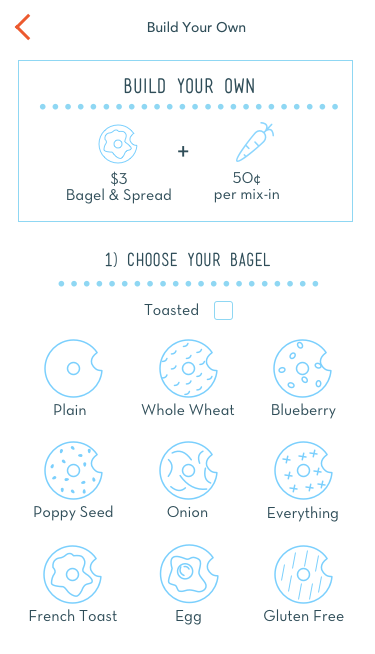 Build Your Own
BUILD YOUR OWN
$3
Bagel & Spread
+
50¢
per mix-in
1) CHOOSE YOUR BAGEL
Toasted
Plain
Whole Wheat
Blueberry
Poppy Seed
Onion
Everything
French Toast
Egg
Gluten Free